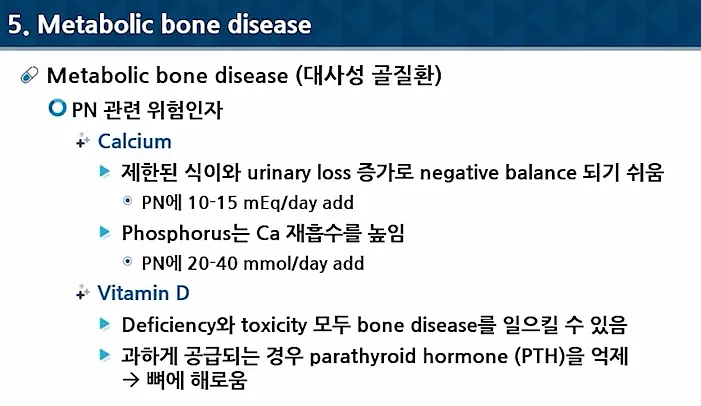 5. Metabolic bone disease
Metabolic bone disease (대사성 골질환)
PN 관련 위험인자
Calcium
제한된 식이와 urinary loss 증가로 negative balance 되기 쉬움
PN에 10-15 mEq/day add
Phosphorus는 Ca 재흡수를 높임
PN에 20-40 mmol/day add
Vitamin D
Deficiency와 toxicity 모두 bone disease를 일으킬 수 있음
과하게 공급되는 경우 parathyroid hormone (PTH)을 억제
→ 뼈에 해로움